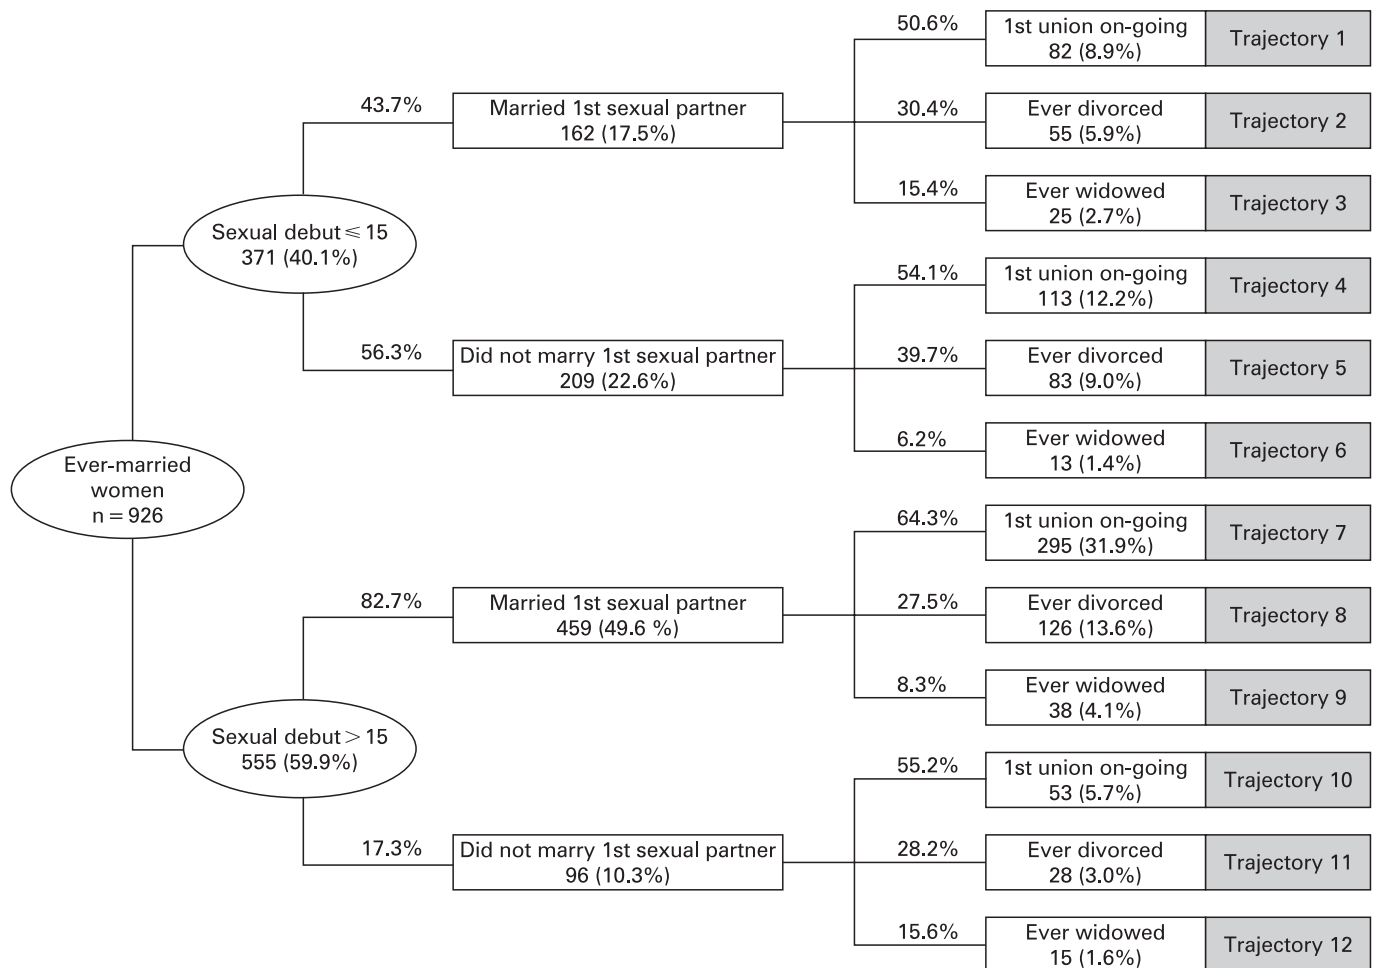 50.6%
1st union on-going
82 (8.9%)
Trajectory 1
43.7%
Married 1st sexual partner
162 (17.5%)
30.4%
Ever divorced
55 (5.9%)
Trajectory 2
15.4%
Ever widowed
25 (2.7%)
Trajectory 3
Sexual debut ⩽ 15
371 (40.1%)
54.1%
1st union on-going
113 (12.2%)
Trajectory 4
56.3%
Did not marry 1st sexual partner
209 (22.6%)
39.7%
Ever divorced
83 (9.0%)
Trajectory 5
6.2%
Ever widowed
13 (1.4%)
Trajectory 6
Ever-married
women
n = 926
64.3%
1st union on-going
295 (31.9%)
Trajectory 7
82.7%
Married 1st sexual partner
459 (49.6 %)
27.5%
Ever divorced
126 (13.6%)
Trajectory 8
8.3%
Ever widowed
38 (4.1%)
Trajectory 9
Sexual debut > 15
555 (59.9%)
55.2%
1st union on-going
53 (5.7%)
Trajectory 10
17.3%
Did not marry 1st sexual partner
96 (10.3%)
28.2%
Ever divorced
28 (3.0%)
Trajectory 11
15.6%
Ever widowed
15 (1.6%)
Trajectory 12